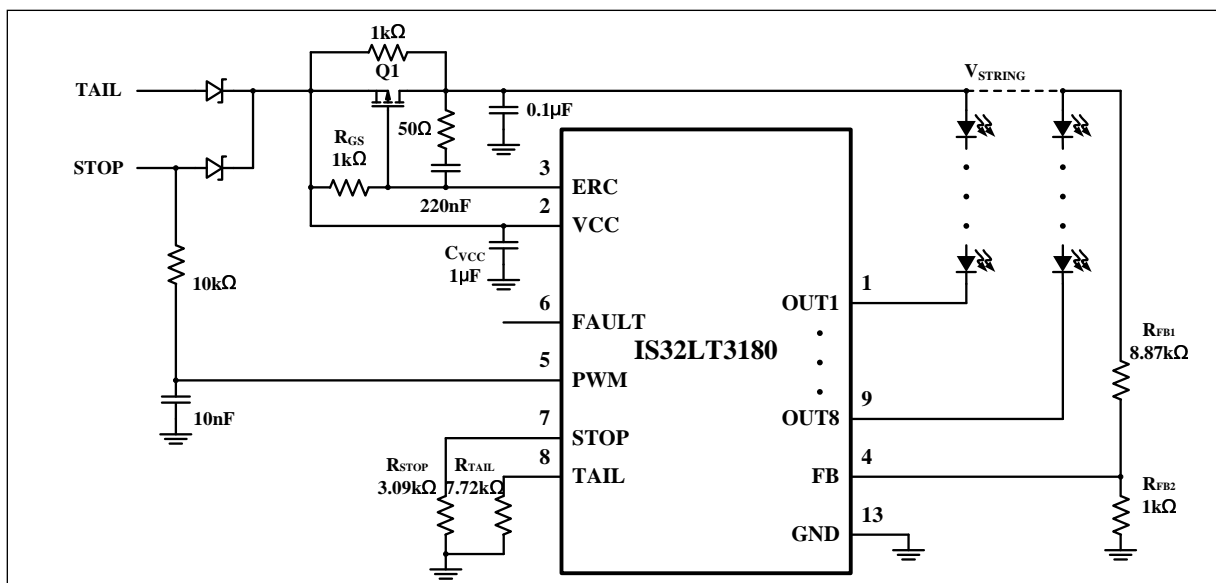 1kΩ
Q1
TAIL
VSTRING
0.1µF
50Ω
RGS
1kΩ
STOP
3
ERC
220nF
2
VCC
CVCC
1µF
10kΩ
1
OUT1
6
FAULT
RFB1
8.87kΩ
IS32LT3180
5
PWM
10nF
9
OUT8
7
STOP
8
TAIL
4
FB
RSTOP
3.09kΩ
RTAIL
7.72kΩ
RFB2
1kΩ
13
GND